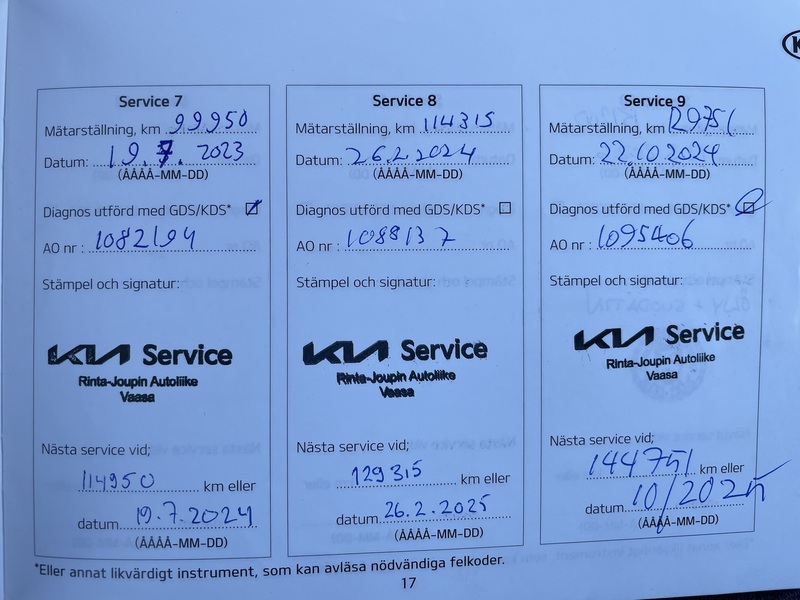 Service 7
Mätarställning, km 99950
Datum: 19.7.2023
(ÅÅÅÅ-MM-DD)
Diagnos utförd med GDS/KDS*
AO nr : 1082194
Stämpel och signatur:
KIA Service
Rinta-Joupin Autoliike
Vaasa
Nästa service vid;
114950 km eller
datum 19.7.2024
(ÅÅÅÅ-MM-DD)
Service 8
Mätarställning, km 114315
Datum: 26.2.2024
(ÅÅÅÅ-MM-DD)
Diagnos utförd med GDS/KDS*
AO nr : 1088137
Stämpel och signatur:
KIA Service
Rinta-Joupin Autoliike
Vaasa
Nästa service vid;
129315 km eller
datum 26.2.2025
(ÅÅÅÅ-MM-DD)
Service 9
Mätarställning, km 129751
Datum: 22.10.2024
(ÅÅÅÅ-MM-DD)
Diagnos utförd med GDS/KDS*
AO nr : 1095406
Stämpel och signatur:
KIA Service
Rinta-Joupin Autoliike
Vaasa
Nästa service vid;
144751 km eller
datum 10/2025
(ÅÅÅÅ-MM-DD)
*Eller annat likvärdigt instrument, som kan avläsa nödvändiga felkoder.
17